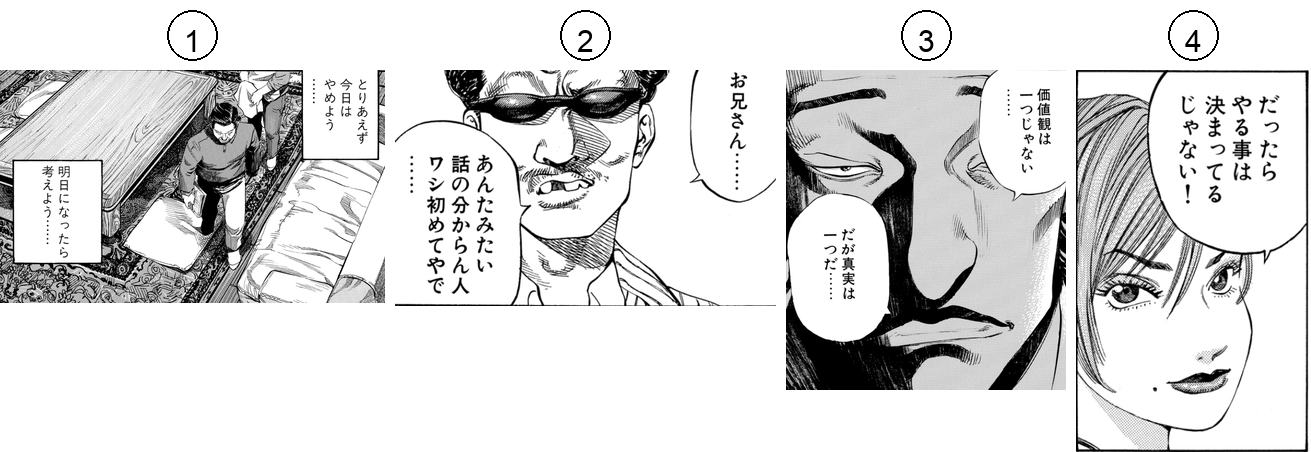 1
とりあえず
今日は
やめよう
……
明日になったら
考えよう……
2
お兄さん……
あんたみたい
話の分からん人
ワシ初めてやで
……
3
価値観は
一つじゃない
……
だが真実は
一つだ……
4
だったら
やる事は
決まってる
じゃない!